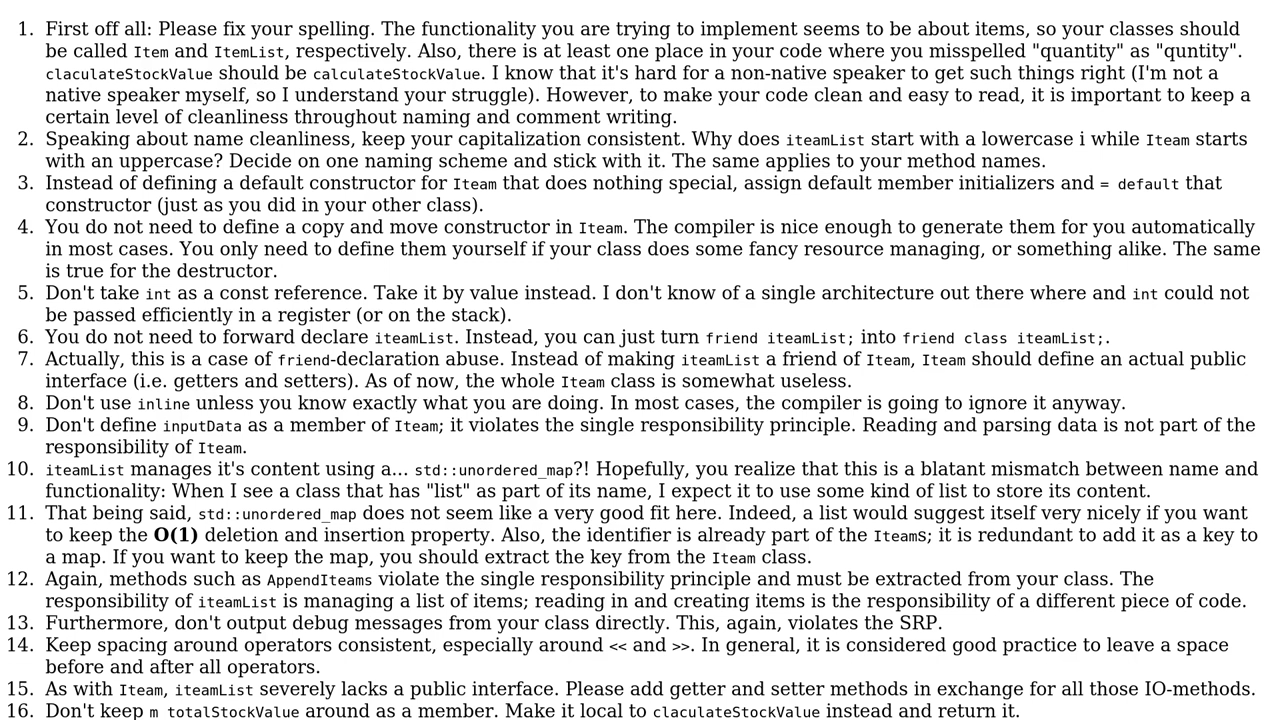 1. First off all: Please fix your spelling. The functionality you are trying to implement seems to be about items, so your classes should
be called Item and ItemList, respectively. Also, there is at least one place in your code where you misspelled "quantity" as "quntity".
claculateStockValue should be calculateStockValue. I know that it's hard for a non-native speaker to get such things right (I'm not a
native speaker myself, so I understand your struggle). However, to make your code clean and easy to read, it is important to keep a
certain level of cleanliness throughout naming and comment writing.
2. Speaking about name cleanliness, keep your capitalization consistent. Why does iteamList start with a lowercase i while Iteam starts
with an uppercase? Decide on one naming scheme and stick with it. The same applies to your method names.
3. Instead of defining a default constructor for Iteam that does nothing special, assign default member initializers and = default that
constructor (just as you did in your other class).
4. You do not need to define a copy and move constructor in Iteam. The compiler is nice enough to generate them for you automatically
in most cases. You only need to define them yourself if your class does some fancy resource managing, or something alike. The same
is true for the destructor.
5. Don't take int as a const reference. Take it by value instead. I don't know of a single architecture out there where and int could not
be passed efficiently in a register (or on the stack).
6. You do not need to forward declare iteamList. Instead, you can just turn friend iteamList; into friend class iteamList;.
7. Actually, this is a case of friend-declaration abuse. Instead of making iteamList a friend of Iteam, Iteam should define an actual public
interface (i.e. getters and setters). As of now, the whole Iteam class is somewhat useless.
8. Don't use inline unless you know exactly what you are doing. In most cases, the compiler is going to ignore it anyway.
9. Don't define inputData as a member of Iteam; it violates the single responsibility principle. Reading and parsing data is not part of the
responsibility of Iteam.
10. iteamList manages it's content using a... std::unordered_map?! Hopefully, you realize that this is a blatant mismatch between name and
functionality: When I see a class that has "list" as part of its name, I expect it to use some kind of list to store its content.
11. That being said, std::unordered_map does not seem like a very good fit here. Indeed, a list would suggest itself very nicely if you want
to keep the O(1) deletion and insertion property. Also, the identifier is already part of the Iteams; it is redundant to add it as a key to
a map. If you want to keep the map, you should extract the key from the Iteam class.
12. Again, methods such as AppendIteams violate the single responsibility principle and must be extracted from your class. The
responsibility of iteamList is managing a list of items; reading in and creating items is the responsibility of a different piece of code.
13. Furthermore, don't output debug messages from your class directly. This, again, violates the SRP.
14. Keep spacing around operators consistent, especially around << and >>. In general, it is considered good practice to leave a space
before and after all operators.
15. As with Iteam, iteamList severely lacks a public interface. Please add getter and setter methods in exchange for all those IO-methods.
16. Don't keep m_totalStockValue around as a member. Make it local to claculateStockValue instead and return it.